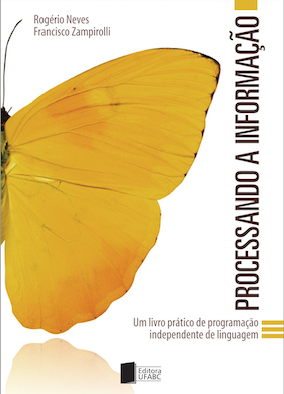 Rogério Neves
Francisco Zampirolli
PROCESSANDO A INFORMAÇÃO
Um livro prático de programação
independente de linguagem
Editora
UFABC